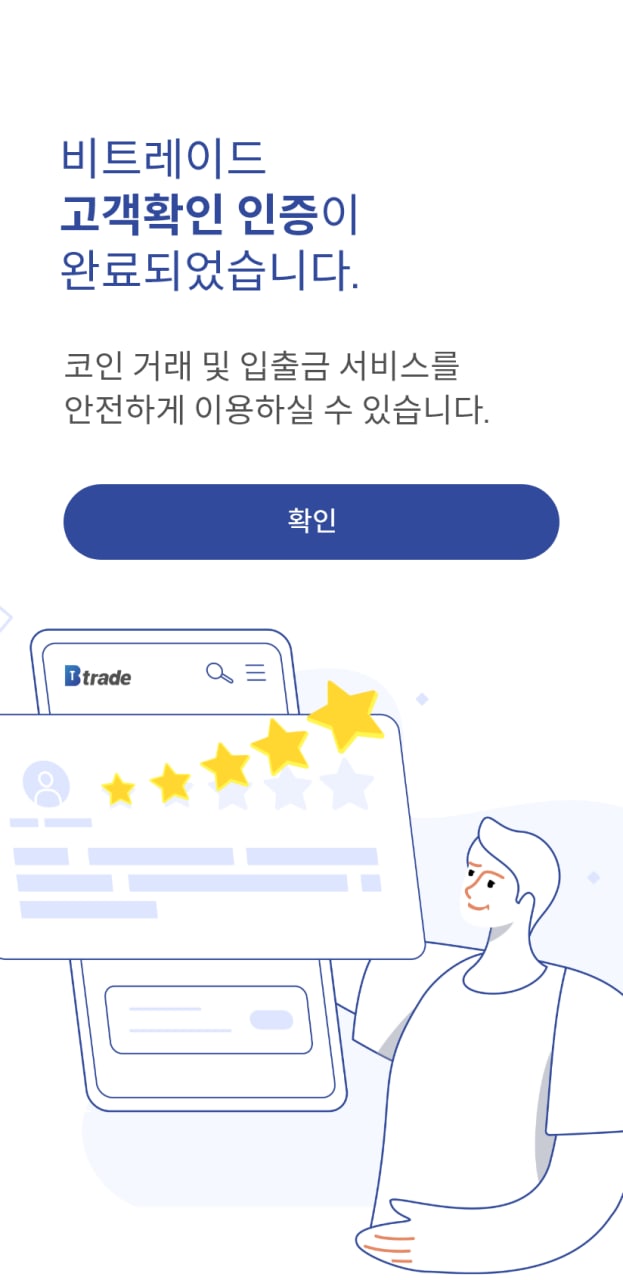 비트레이드
고객확인 인증이
완료되었습니다.
코인 거래 및 입출금 서비스를
안전하게 이용하실 수 있습니다.
확인
Btrade